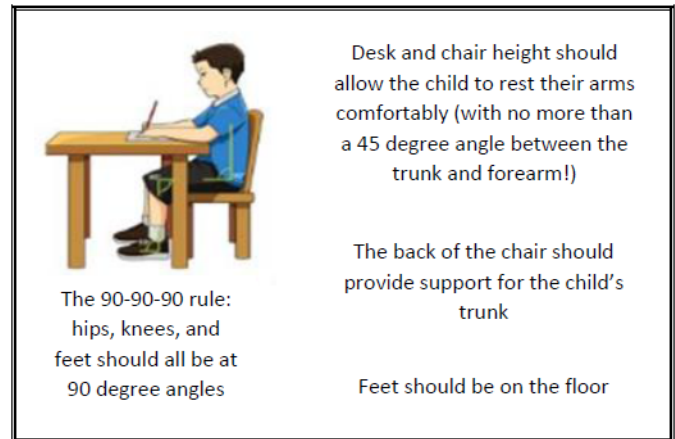 Desk and chair height should
allow the child to rest their arms
comfortably (with no more than
a 45 degree angle between the
trunk and forearm!)
The back of the chair should
provide support for the child's
trunk
The 90-90-90 rule:
hips, knees, and
feet should all be at
90 degree angles
Feet should be on the floor